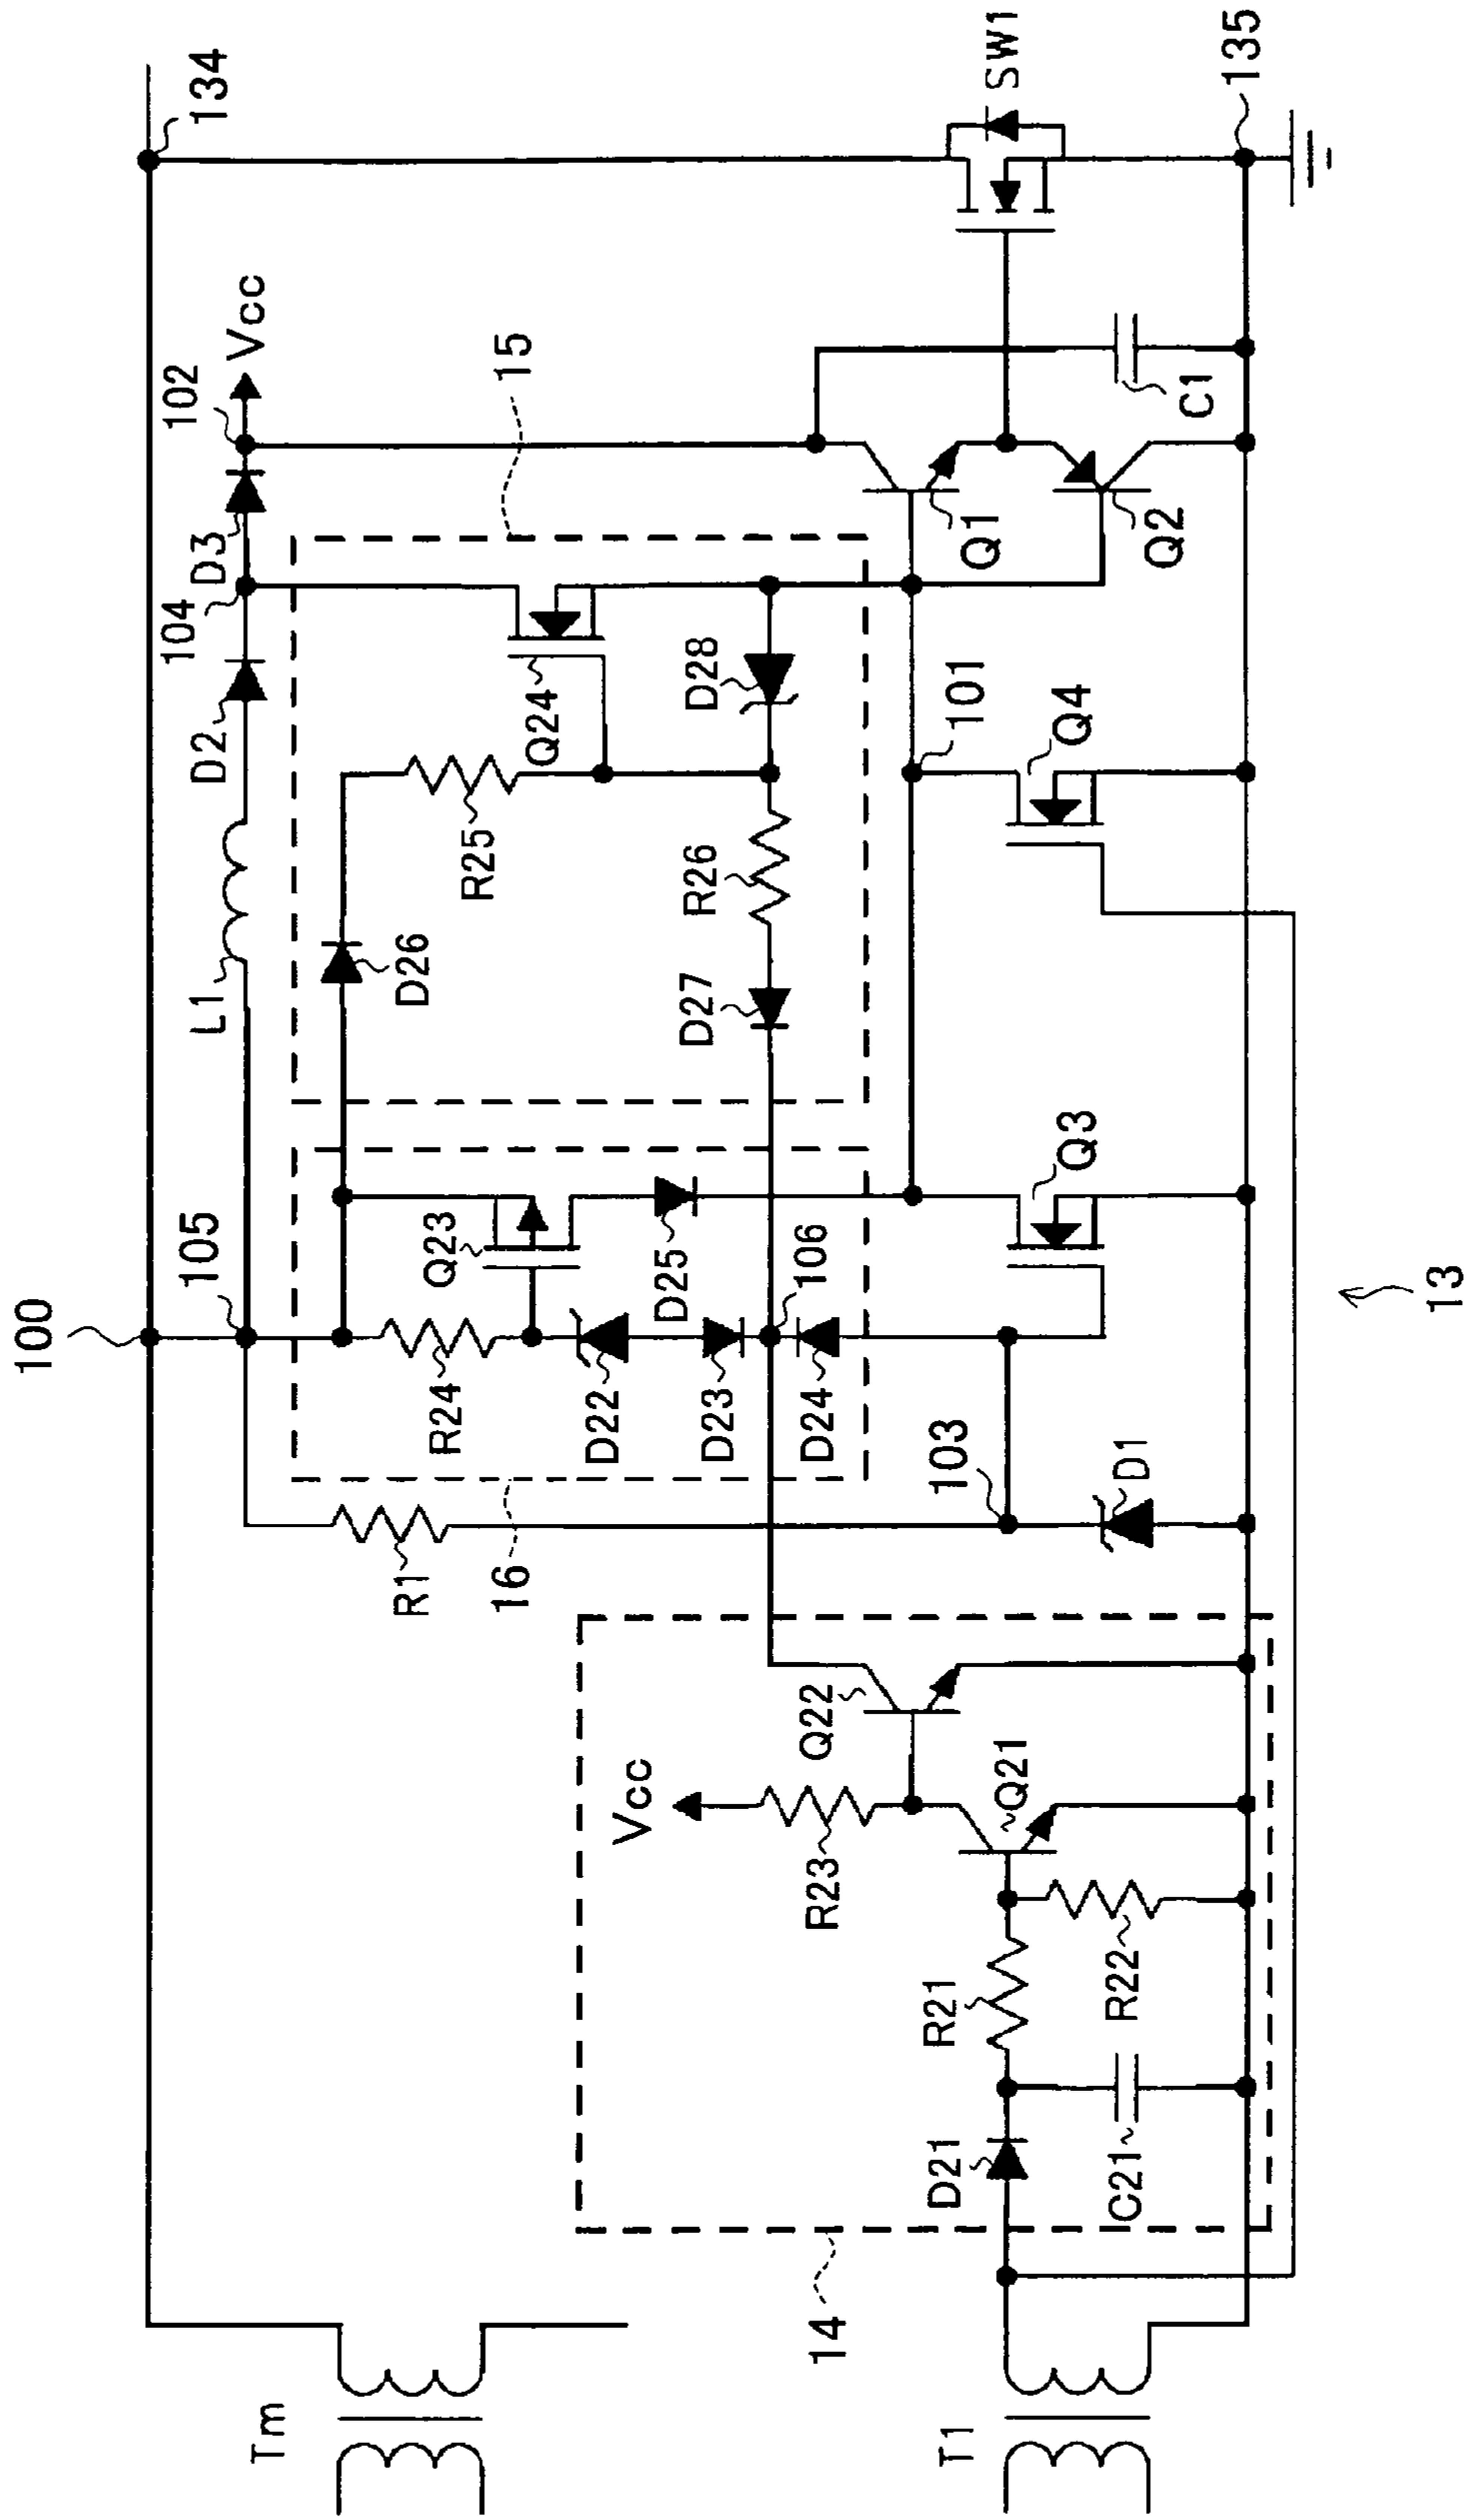 100
134
105
L1
D2
104
D3
102
Vcc
15
SW1
135
R24
Q23
D26
R25
Q24
D28
R26
D27
D25
D22
D23
D24
106
101
Q1
Q2
C1
Q4
Q3
R1
16
103
D1
13
Vcc
R23
Q22
Q21
R21
R22
D21
C21
14
Tm
T1